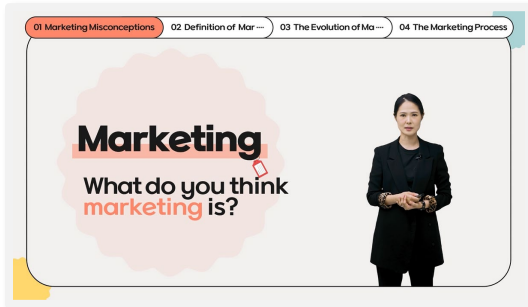 01 Marketing Misconceptions
02 Definition of Mar ····
03 The Evolution of Ma ····
04 The Marketing Process
Marketing
What do you think
marketing is?